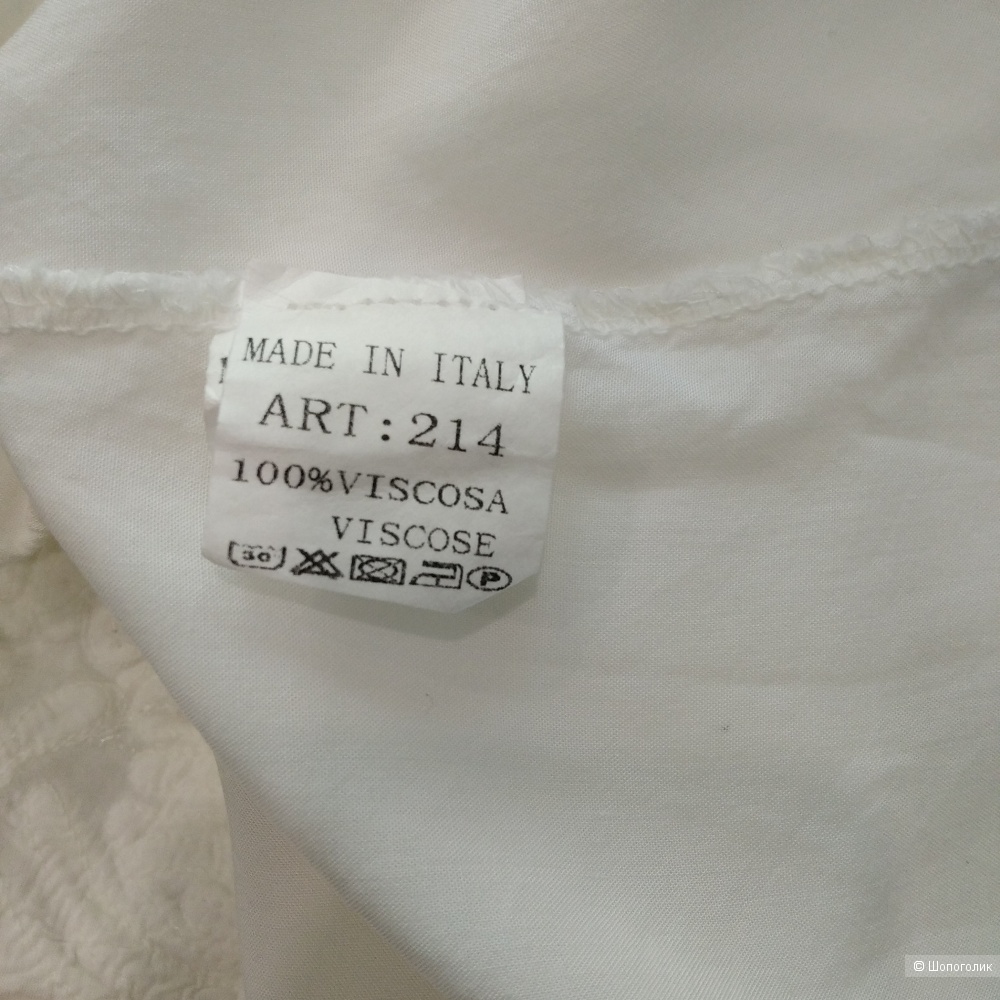 MADE IN ITALY
ART:214
100%VISCOSA
VISCOSE
30
P
© Шопоголик